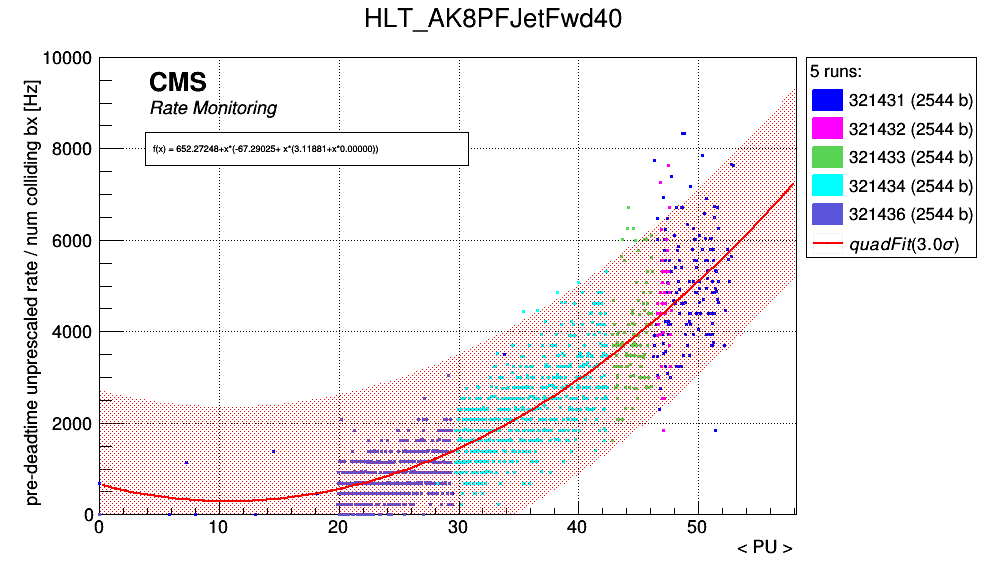 HLT_AK8PFJetFwd40
pre-deadtime unprescaled rate / num colliding bx [Hz]
10000
8000
6000
4000
2000
0
CMS
Rate Monitoring
f(x) = 652.27248+x*(-67.29025+ x*(3.11881+x*0.00000))
0 10 20 30 40 50
< PU >
5 runs:
321431 (2544 b)
321432 (2544 b)
321433 (2544 b)
321434 (2544 b)
321436 (2544 b)
quadFit(3.0σ)